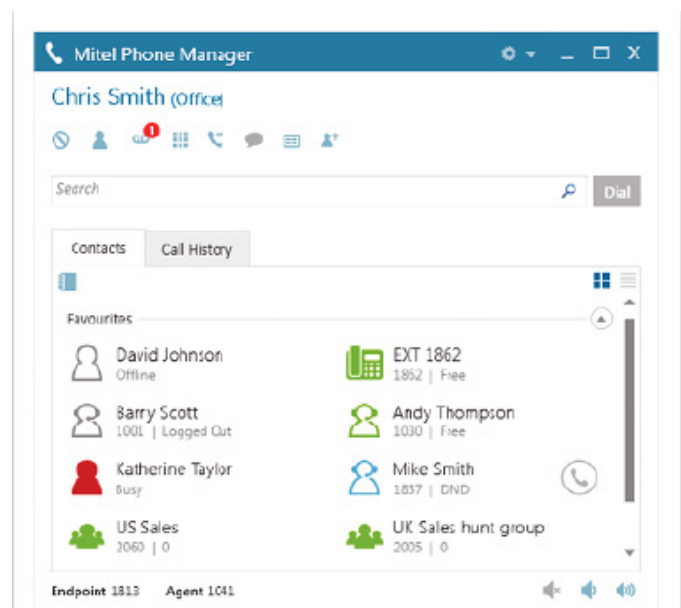 Mitel Phone Manager
Chris Smith (Office)
1
Search
Dial
Contacts
Call History
Favourites
David Johnson
Offline
EXT 1862
1862 | Free
Barry Scott
1001 | Logged Out
Andy Thompson
1030 | Free
Katherine Taylor
Busy
Mike Smith
1837 | DND
US Sales
2060 | 0
UK Sales hunt group
2005 | 0
Endpoint 1813 Agent 1041